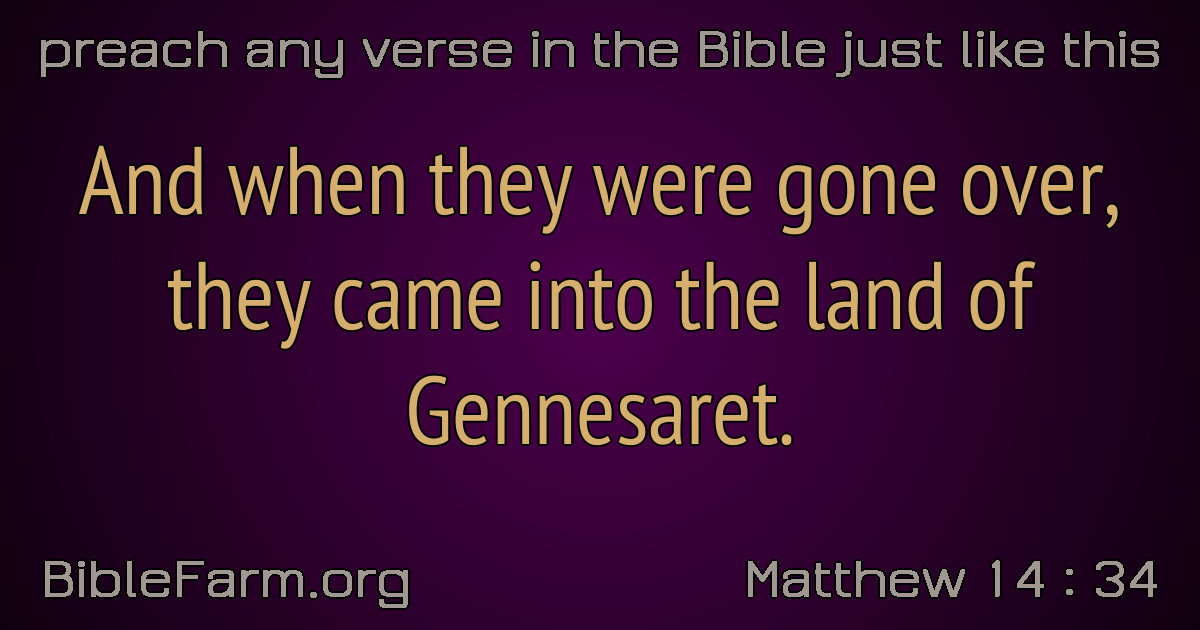 preach any verse in the Bible just like this
And when they were gone over,
they came into the land of
Gennesaret.
BibleFarm.org
Matthew 14 : 34